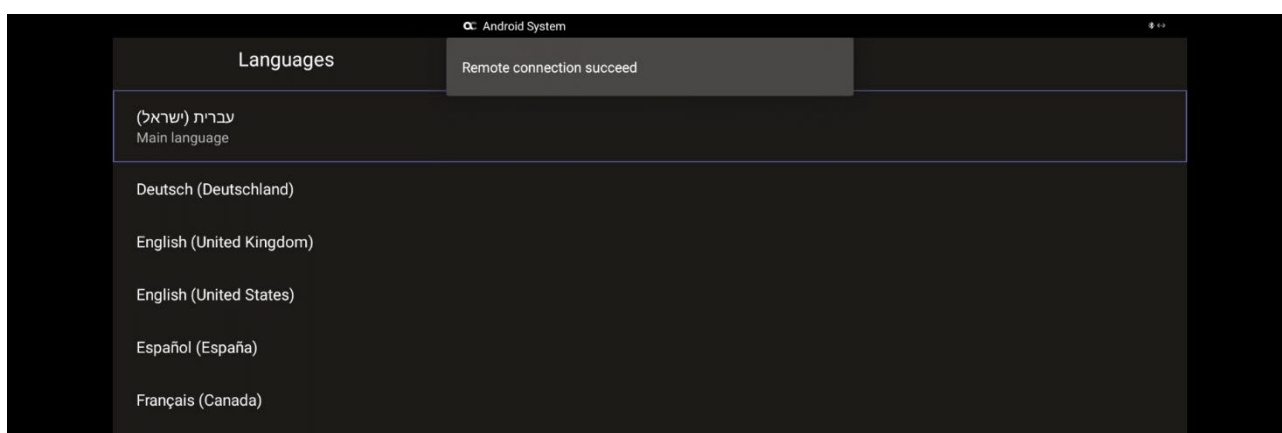 Android System
Languages
Remote connection succeed
עברית (ישראל)
Main language
Deutsch (Deutschland)
English (United Kingdom)
English (United States)
Español (España)
Français (Canada)